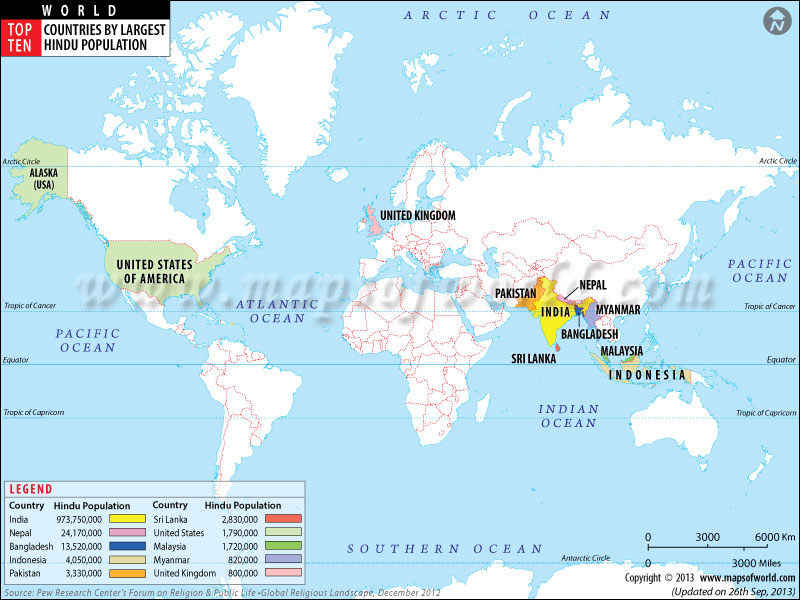 WORLD
TOP TEN
COUNTRIES BY LARGEST
HINDU POPULATION
ARCTIC OCEAN
N
Arctic Circle
Arctic Circle
ALASKA
(USA)
UNITED KINGDOM
UNITED STATES
OF AMERICA
PACIFIC
OCEAN
www.mapsofworld.com
PAKISTAN
NEPAL
ATLANTIC
OCEAN
Tropic of Cancer
Tropic of Cancer
INDIA
MYANMAR
PACIFIC
OCEAN
BANGLADESH
SRI LANKA
MALAYSIA
Equator
Equator
INDONESIA
Tropic of Capricorn
Tropic of Capricorn
INDIAN
OCEAN
LEGEND
Country Hindu Population Country Hindu Population
India 973,750,000 Sri Lanka 2,830,000
Nepal 24,170,000 United States 1,790,000
Bangladesh 13,520,000 Malaysia 1,720,000
Indonesia 4,050,000 Myanmar 820,000
Pakistan 3,330,000 United Kingdom 800,000
SOUTHERN OCEAN
Antarctic Circle
0 3000 6000 Km
0 3000 Miles
Copyright © 2013 www.mapsofworld.com
(Updated on 26th Sep, 2013)
Source: Pew Research Center's Forum on Religion & Public Life •Global Religious Landscape, December 2012